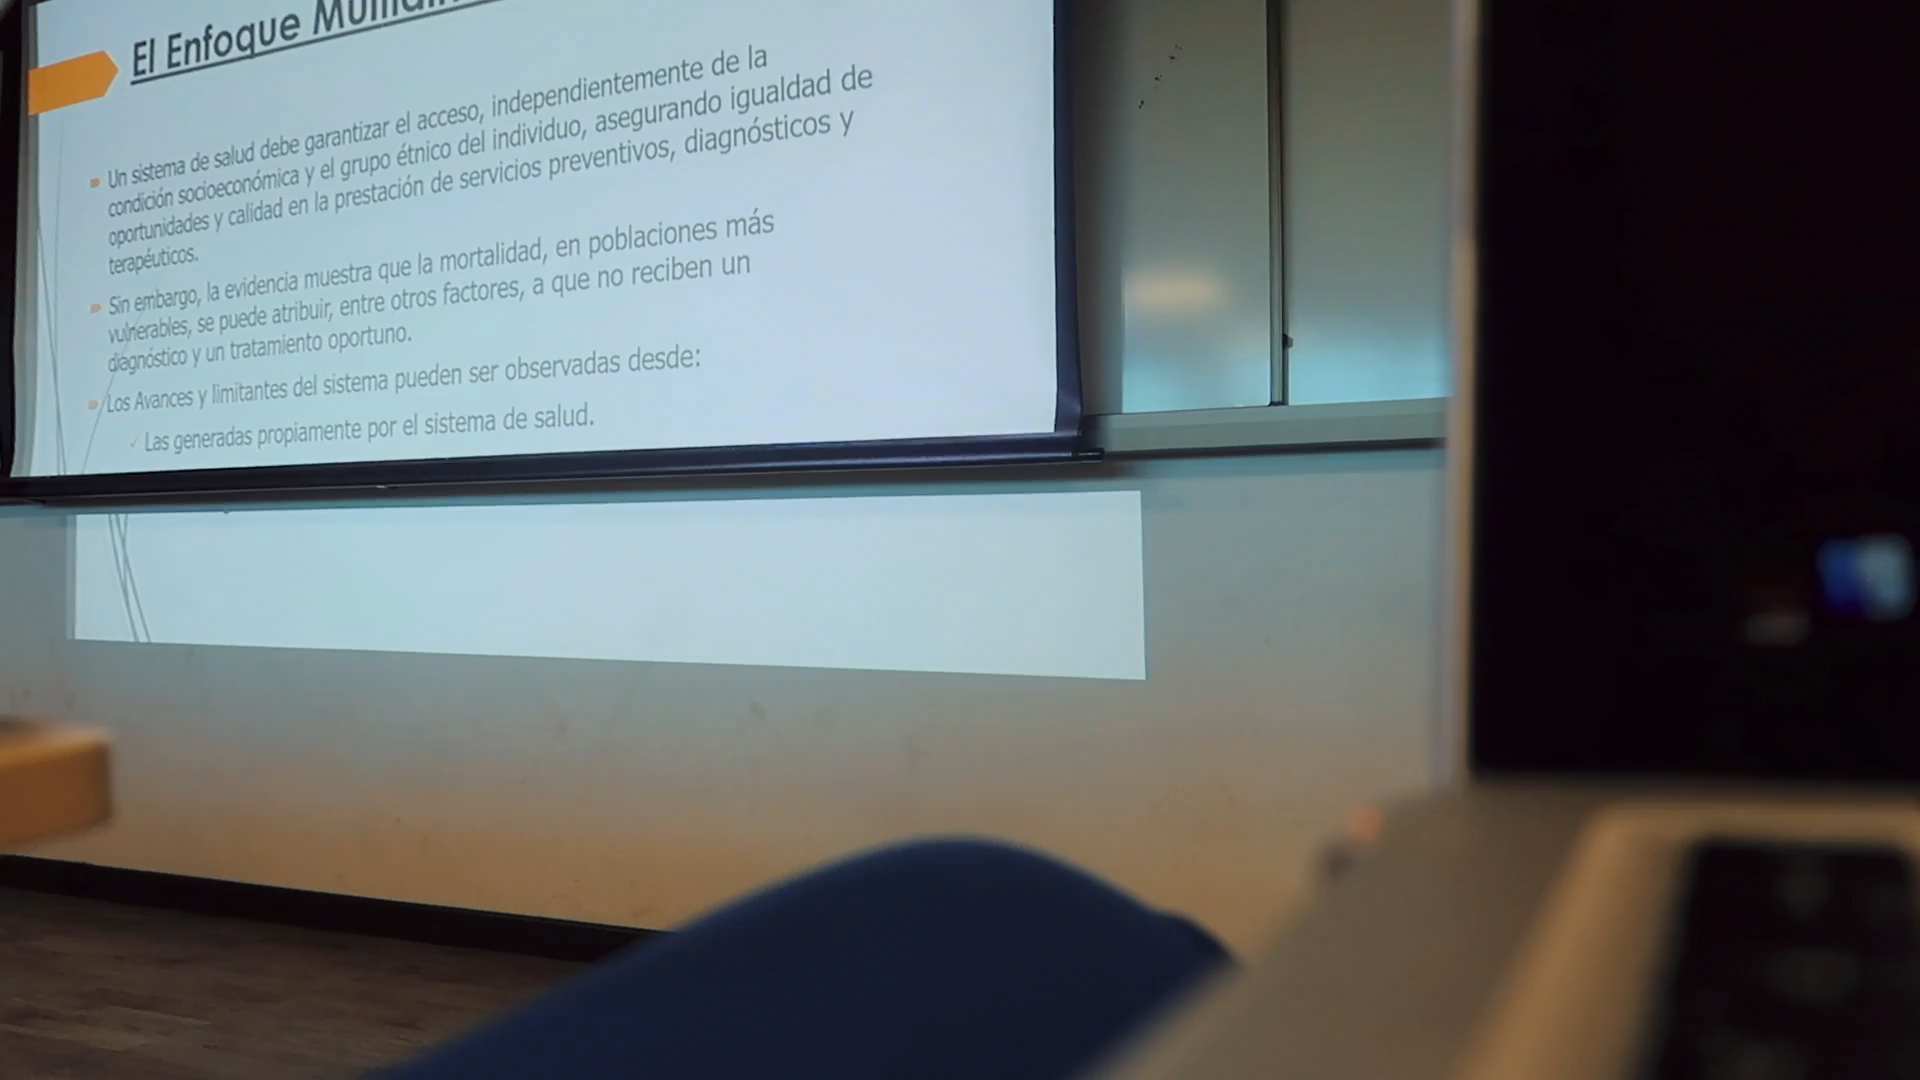 El Enfoque
Un sistema de salud debe garantizar el acceso, independientemente de la
condición socioeconómica y el grupo étnico del individuo, asegurando igualdad de
oportunidades y calidad en la prestación de servicios preventivos, diagnósticos y
terapéuticos.
Sin embargo, la evidencia muestra que la mortalidad, en poblaciones más
vulnerables, se puede atribuir, entre otros factores, a que no reciben un
diagnóstico y un tratamiento oportuno.
Los Avances y limitantes del sistema pueden ser observadas desde:
Las generadas propiamente por el sistema de salud.